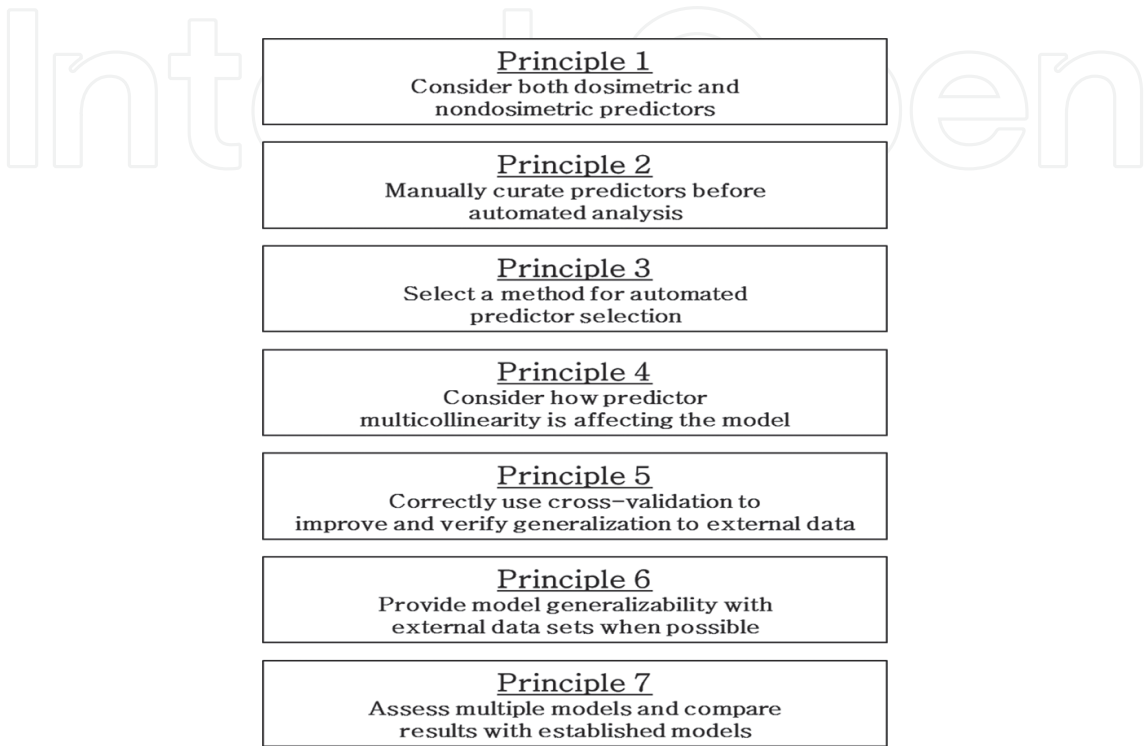 Principle 1
Consider both dosimetric and
nondosimetric predictors
Principle 2
Manually curate predictors before
automated analysis
Principle 3
Select a method for automated
predictor selection
Principle 4
Consider how predictor
multicollinearity is affecting the model
Principle 5
Correctly use cross-validation to
improve and verify generalization to external data
Principle 6
Provide model generalizability with
external data sets when possible
Principle 7
Assess multiple models and compare
results with established models